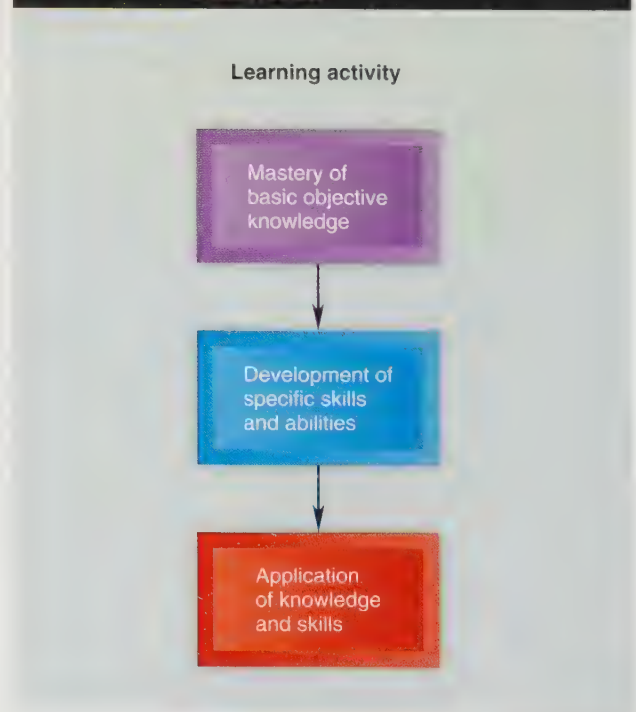 Learning activity
Mastery of
basic objective
knowledge
Development of
specific skills
and abilities
Application
of knowledge
and skills